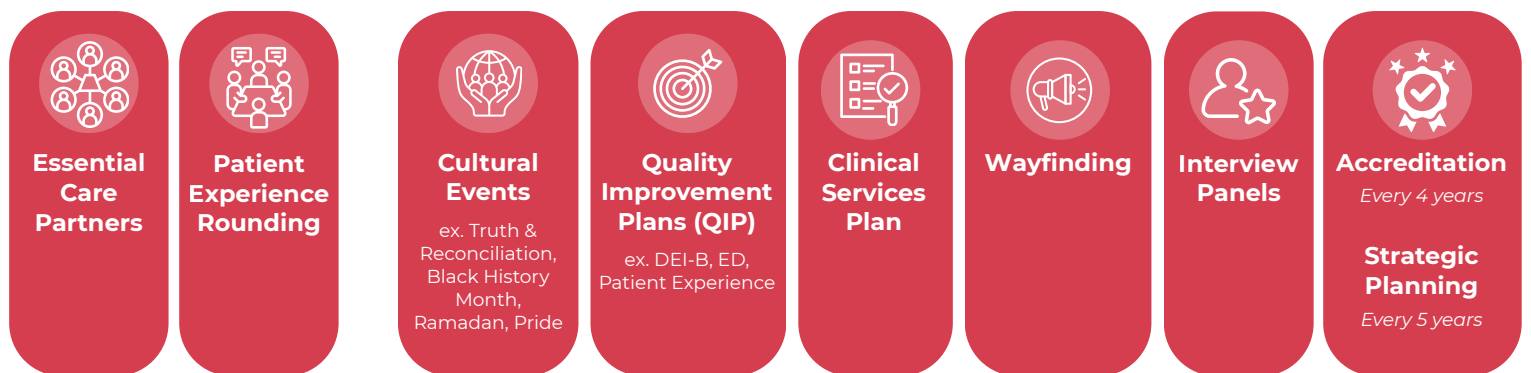 Essential
Care
Partners
Patient
Experience
Rounding
Cultural
Events
ex. Truth &
Reconciliation,
Black History
Month,
Ramadan, Pride
Quality
Improvement
Plans (QIP)
ex. DEI-B, ED,
Patient Experience
Clinical
Services
Plan
Wayfinding
Interview
Panels
Accreditation
Every 4 years
Strategic
Planning
Every 5 years